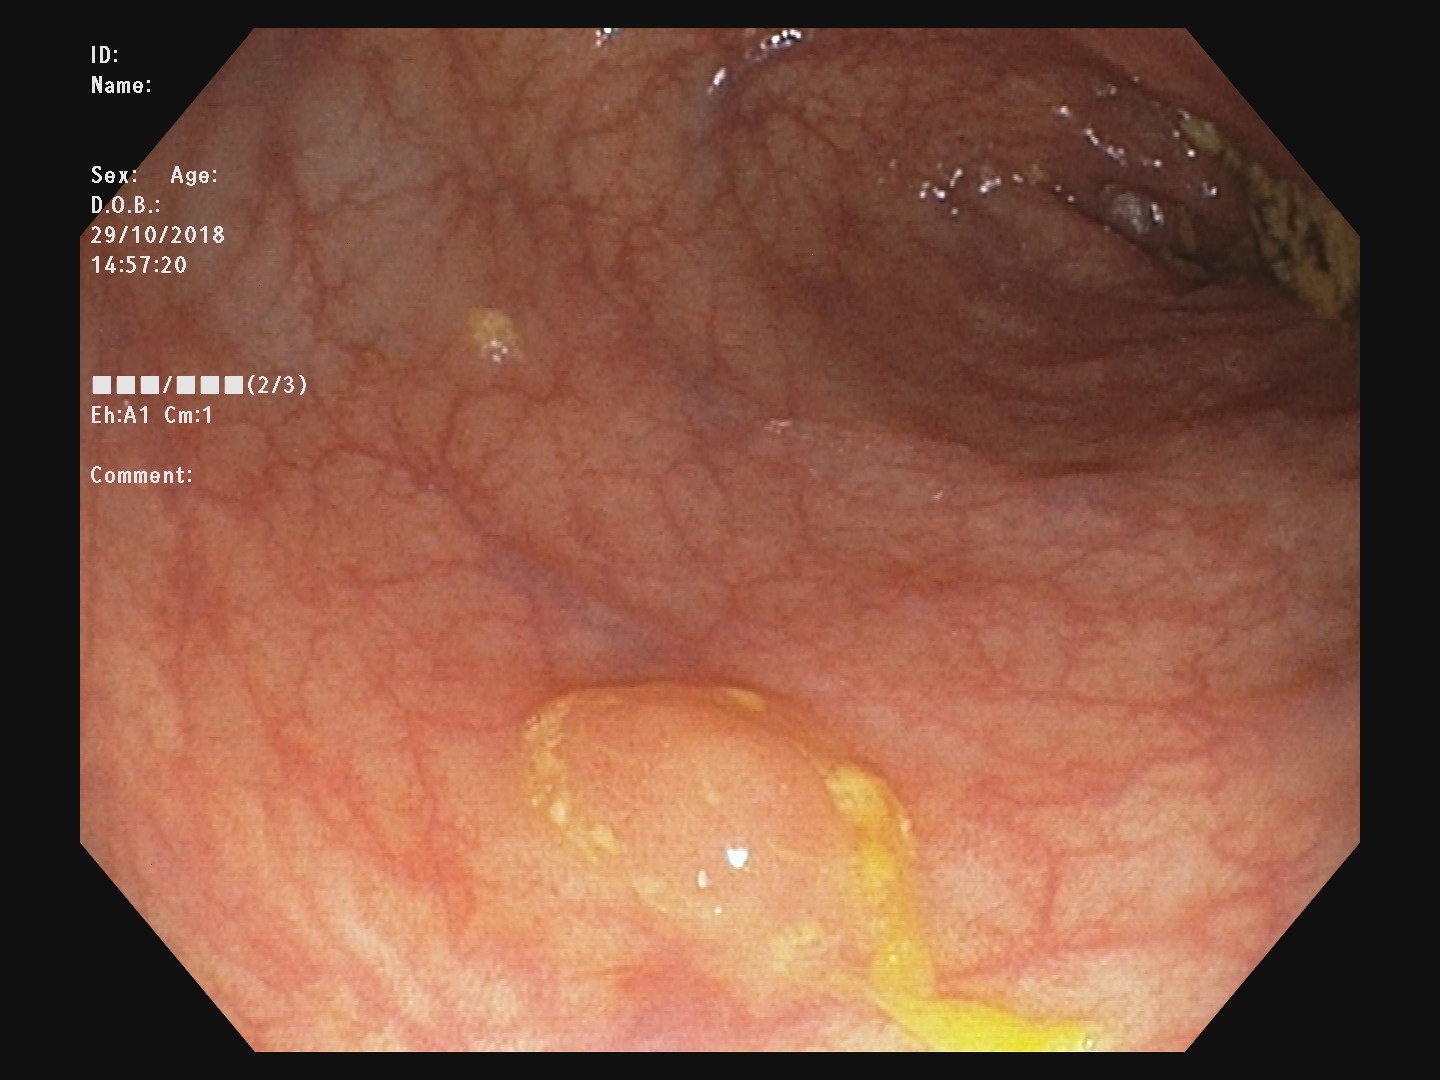 ID:
Name:
Sex: Age:
D.O.B.:
29/10/2018
14:57:20
■■■/■■■(2/3)
Eh:A1 Cm:1
Comment: